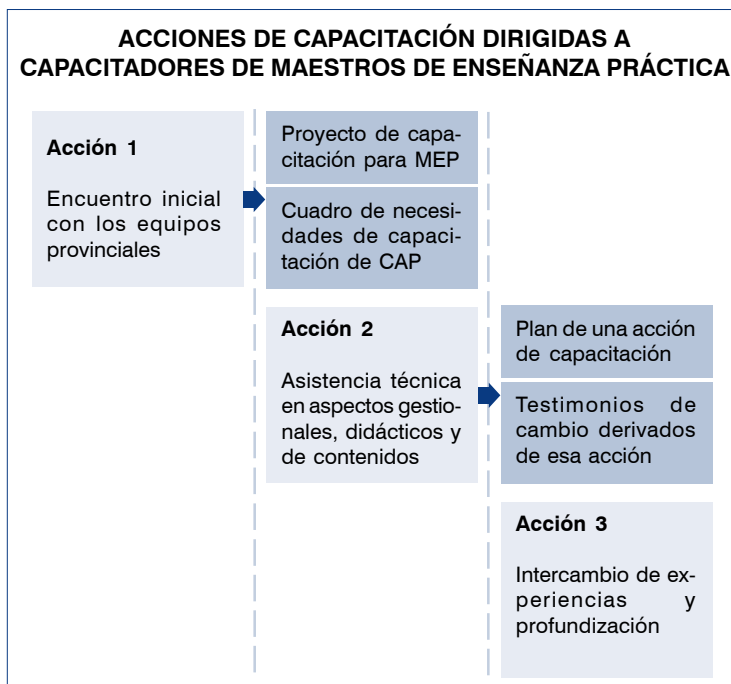 ACCIONES DE CAPACITACIÓN DIRIGIDAS A
CAPACITADORES DE MAESTROS DE ENSEÑANZA PRÁCTICA
Acción 1
Encuentro inicial
con los equipos
provinciales
Proyecto de capa-
citación para MEP
Cuadro de necesi-
dades de capaci-
tación de CAP
Acción 2
Asistencia técnica
en aspectos gestio-
nales, didácticos y
de contenidos
Plan de una acción
de capacitación
Testimonios de
cambio derivados
de esa acción
Acción 3
Intercambio de ex-
periencias y
profundización